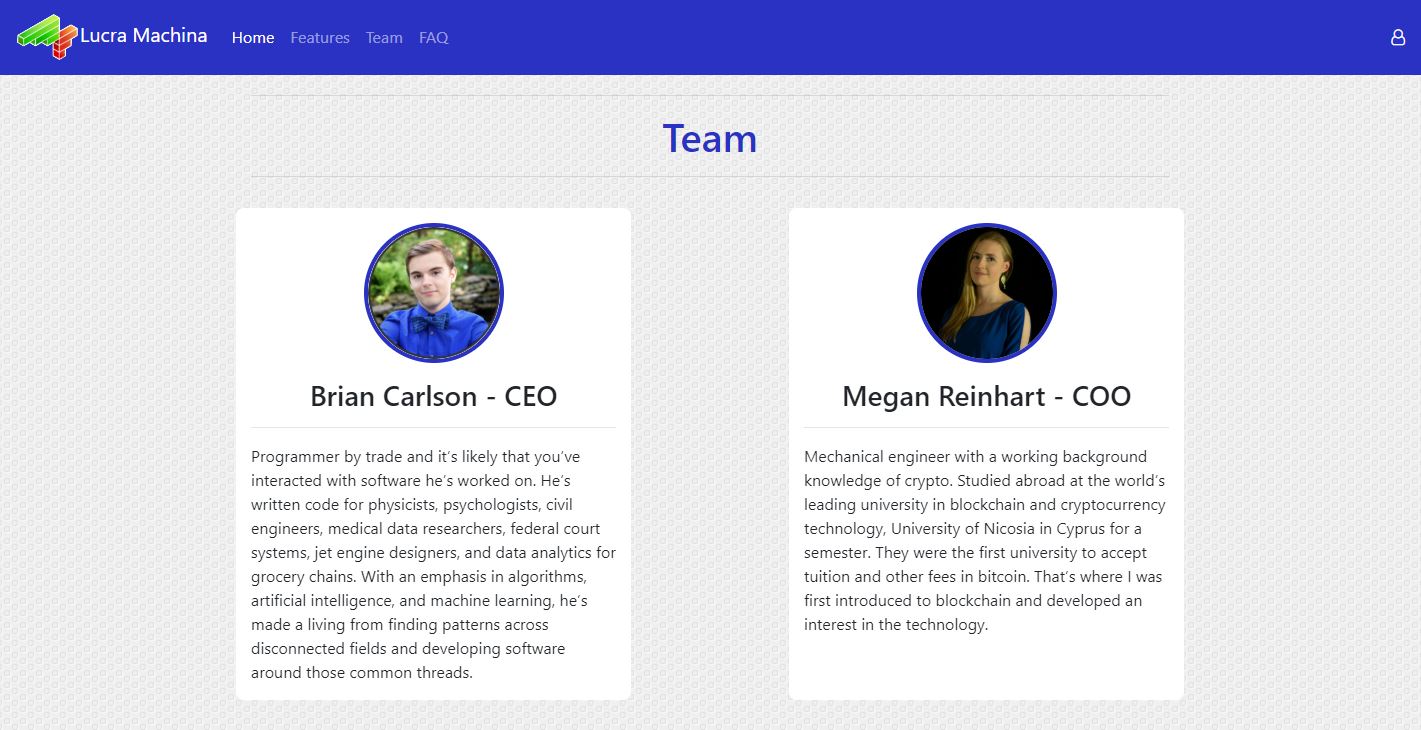 Lucra Machina Home Features Team FAQ
Team
Brian Carlson - CEO
Programmer by trade and it's likely that you've
interacted with software he's worked on. He's
written code for physicists, psychologists, civil
engineers, medical data researchers, federal court
systems, jet engine designers, and data analytics for
grocery chains. With an emphasis in algorithms,
artificial intelligence, and machine learning, he's
made a living from finding patterns across
disconnected fields and developing software
around those common threads.
Megan Reinhart - COO
Mechanical engineer with a working background
knowledge of crypto. Studied abroad at the world's
leading university in blockchain and cryptocurrency
technology, University of Nicosia in Cyprus for a
semester. They were the first university to accept
tuition and other fees in bitcoin. That's where I was
first introduced to blockchain and developed an
interest in the technology.